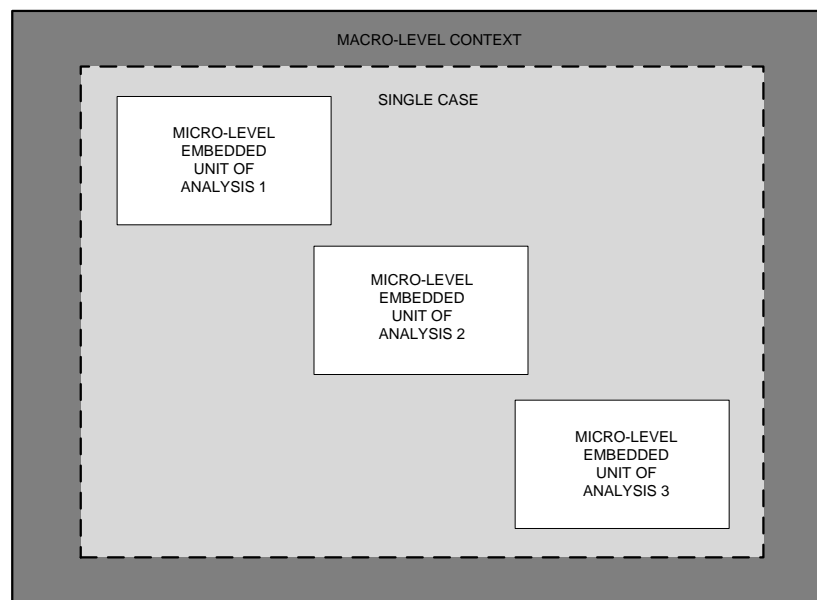 MACRO-LEVEL CONTEXT
SINGLE CASE
MICRO-LEVEL
EMBEDDED
UNIT OF
ANALYSIS 1
MICRO-LEVEL
EMBEDDED
UNIT OF
ANALYSIS 2
MICRO-LEVEL
EMBEDDED
UNIT OF
ANALYSIS 3